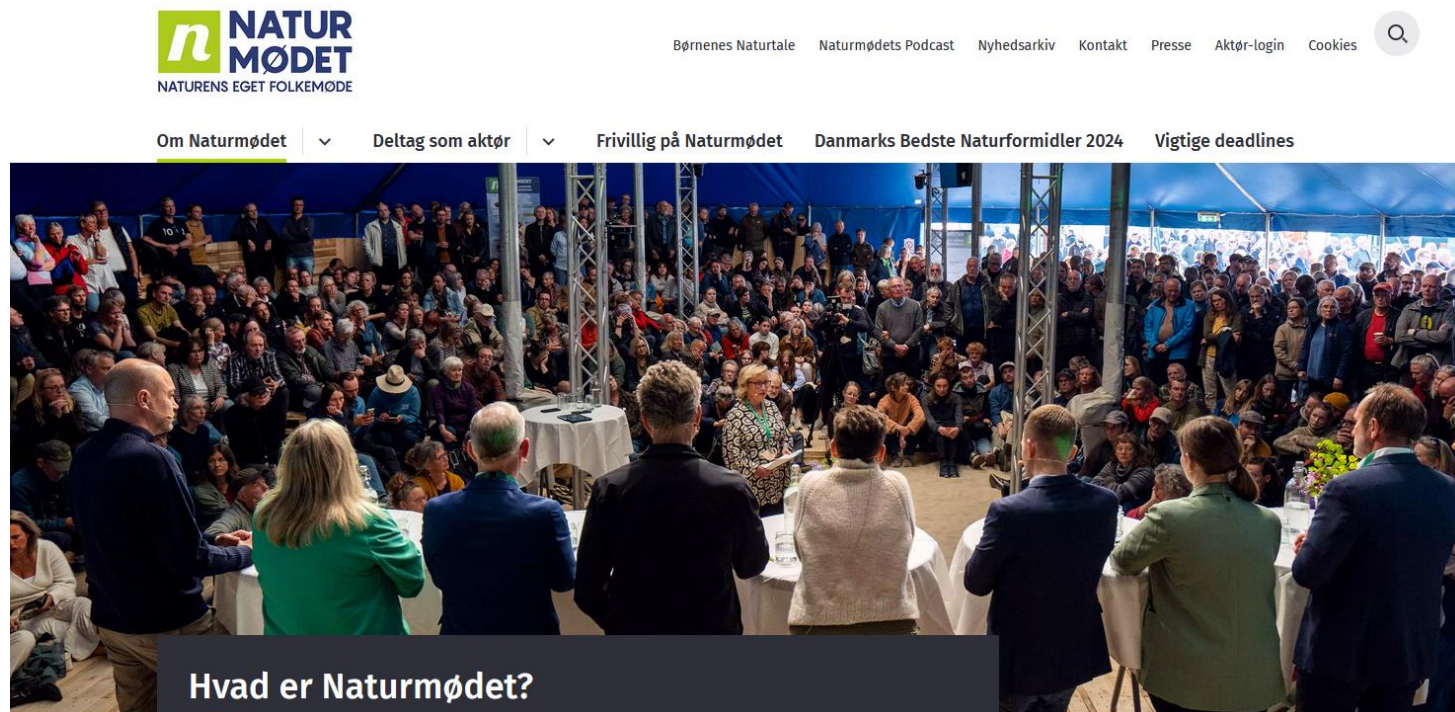 n NATUR
MØDET
NATURENS EGET FOLKEMØDE
Børnenes Naturtale Naturmødets Podcast Nyhedsarkiv Kontakt Presse Aktør-login Cookies
Om Naturmødet Deltag som aktør Frivillig på Naturmødet Danmarks Bedste Naturformidler 2024 Vigtige deadlines
Hvad er Naturmødet?